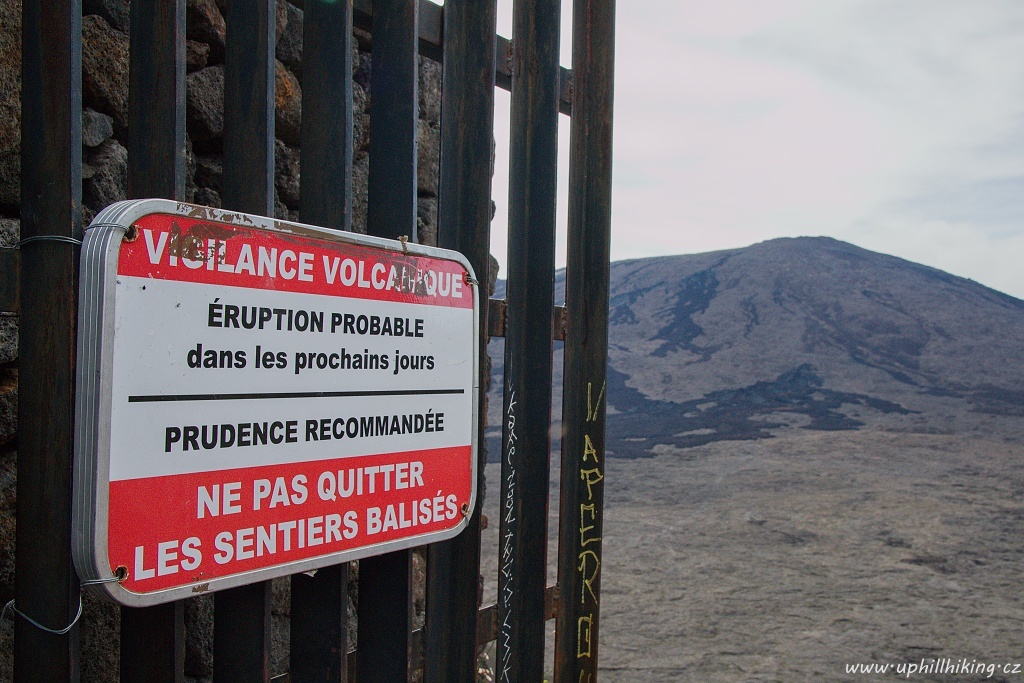 VIGILANCE VOLCANIQUE
ÉRUPTION PROBABLE
dans les prochains jours
PRUDENCE RECOMMANDÉE
NE PAS QUITTER
LES SENTIERS BALISÉS
www.uphillhiking.cz